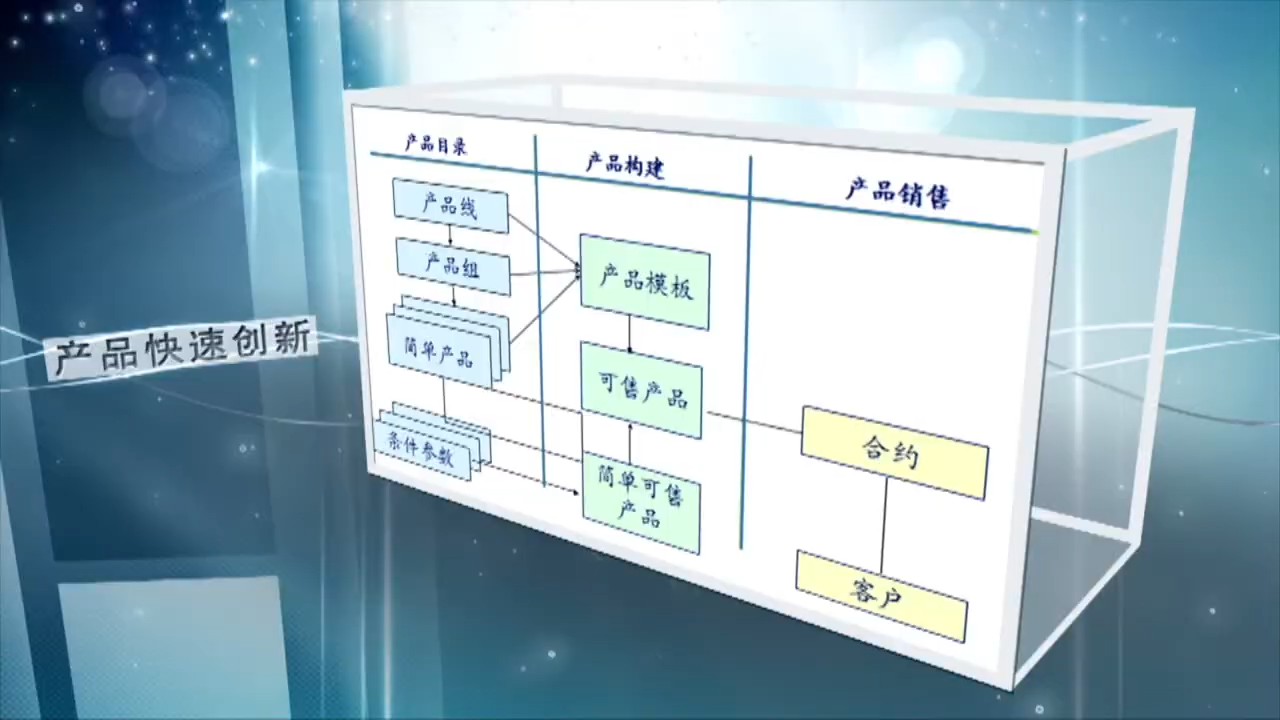 产品快速创新
产品目录
产品构建
产品销售
产品线
产品组
简单产品
条件参数
产品模板
可售产品
简单可售
产品
合约
客户